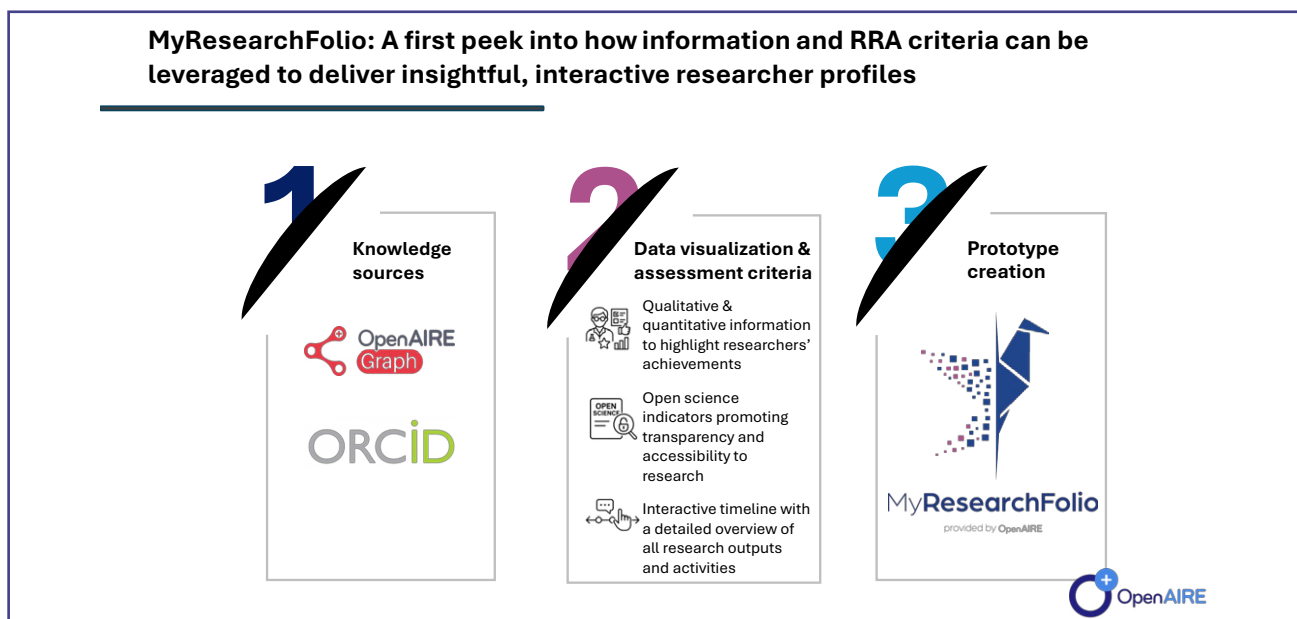 MyResearchFolio: A first peek into how information and RRA criteria can be
leveraged to deliver insightful, interactive researcher profiles
1
Knowledge
sources
OpenAIRE
Graph
ORCiD
2
Data visualization &
assessment criteria
Qualitative &
quantitative information
to highlight researchers’
achievements
OPEN
SCIENCE
Open science
indicators promoting
transparency and
accessibility to
research
Interactive timeline with
a detailed overview of
all research outputs
and activities
3
Prototype
creation
MyResearchFolio
provided by OpenAIRE
OpenAIRE